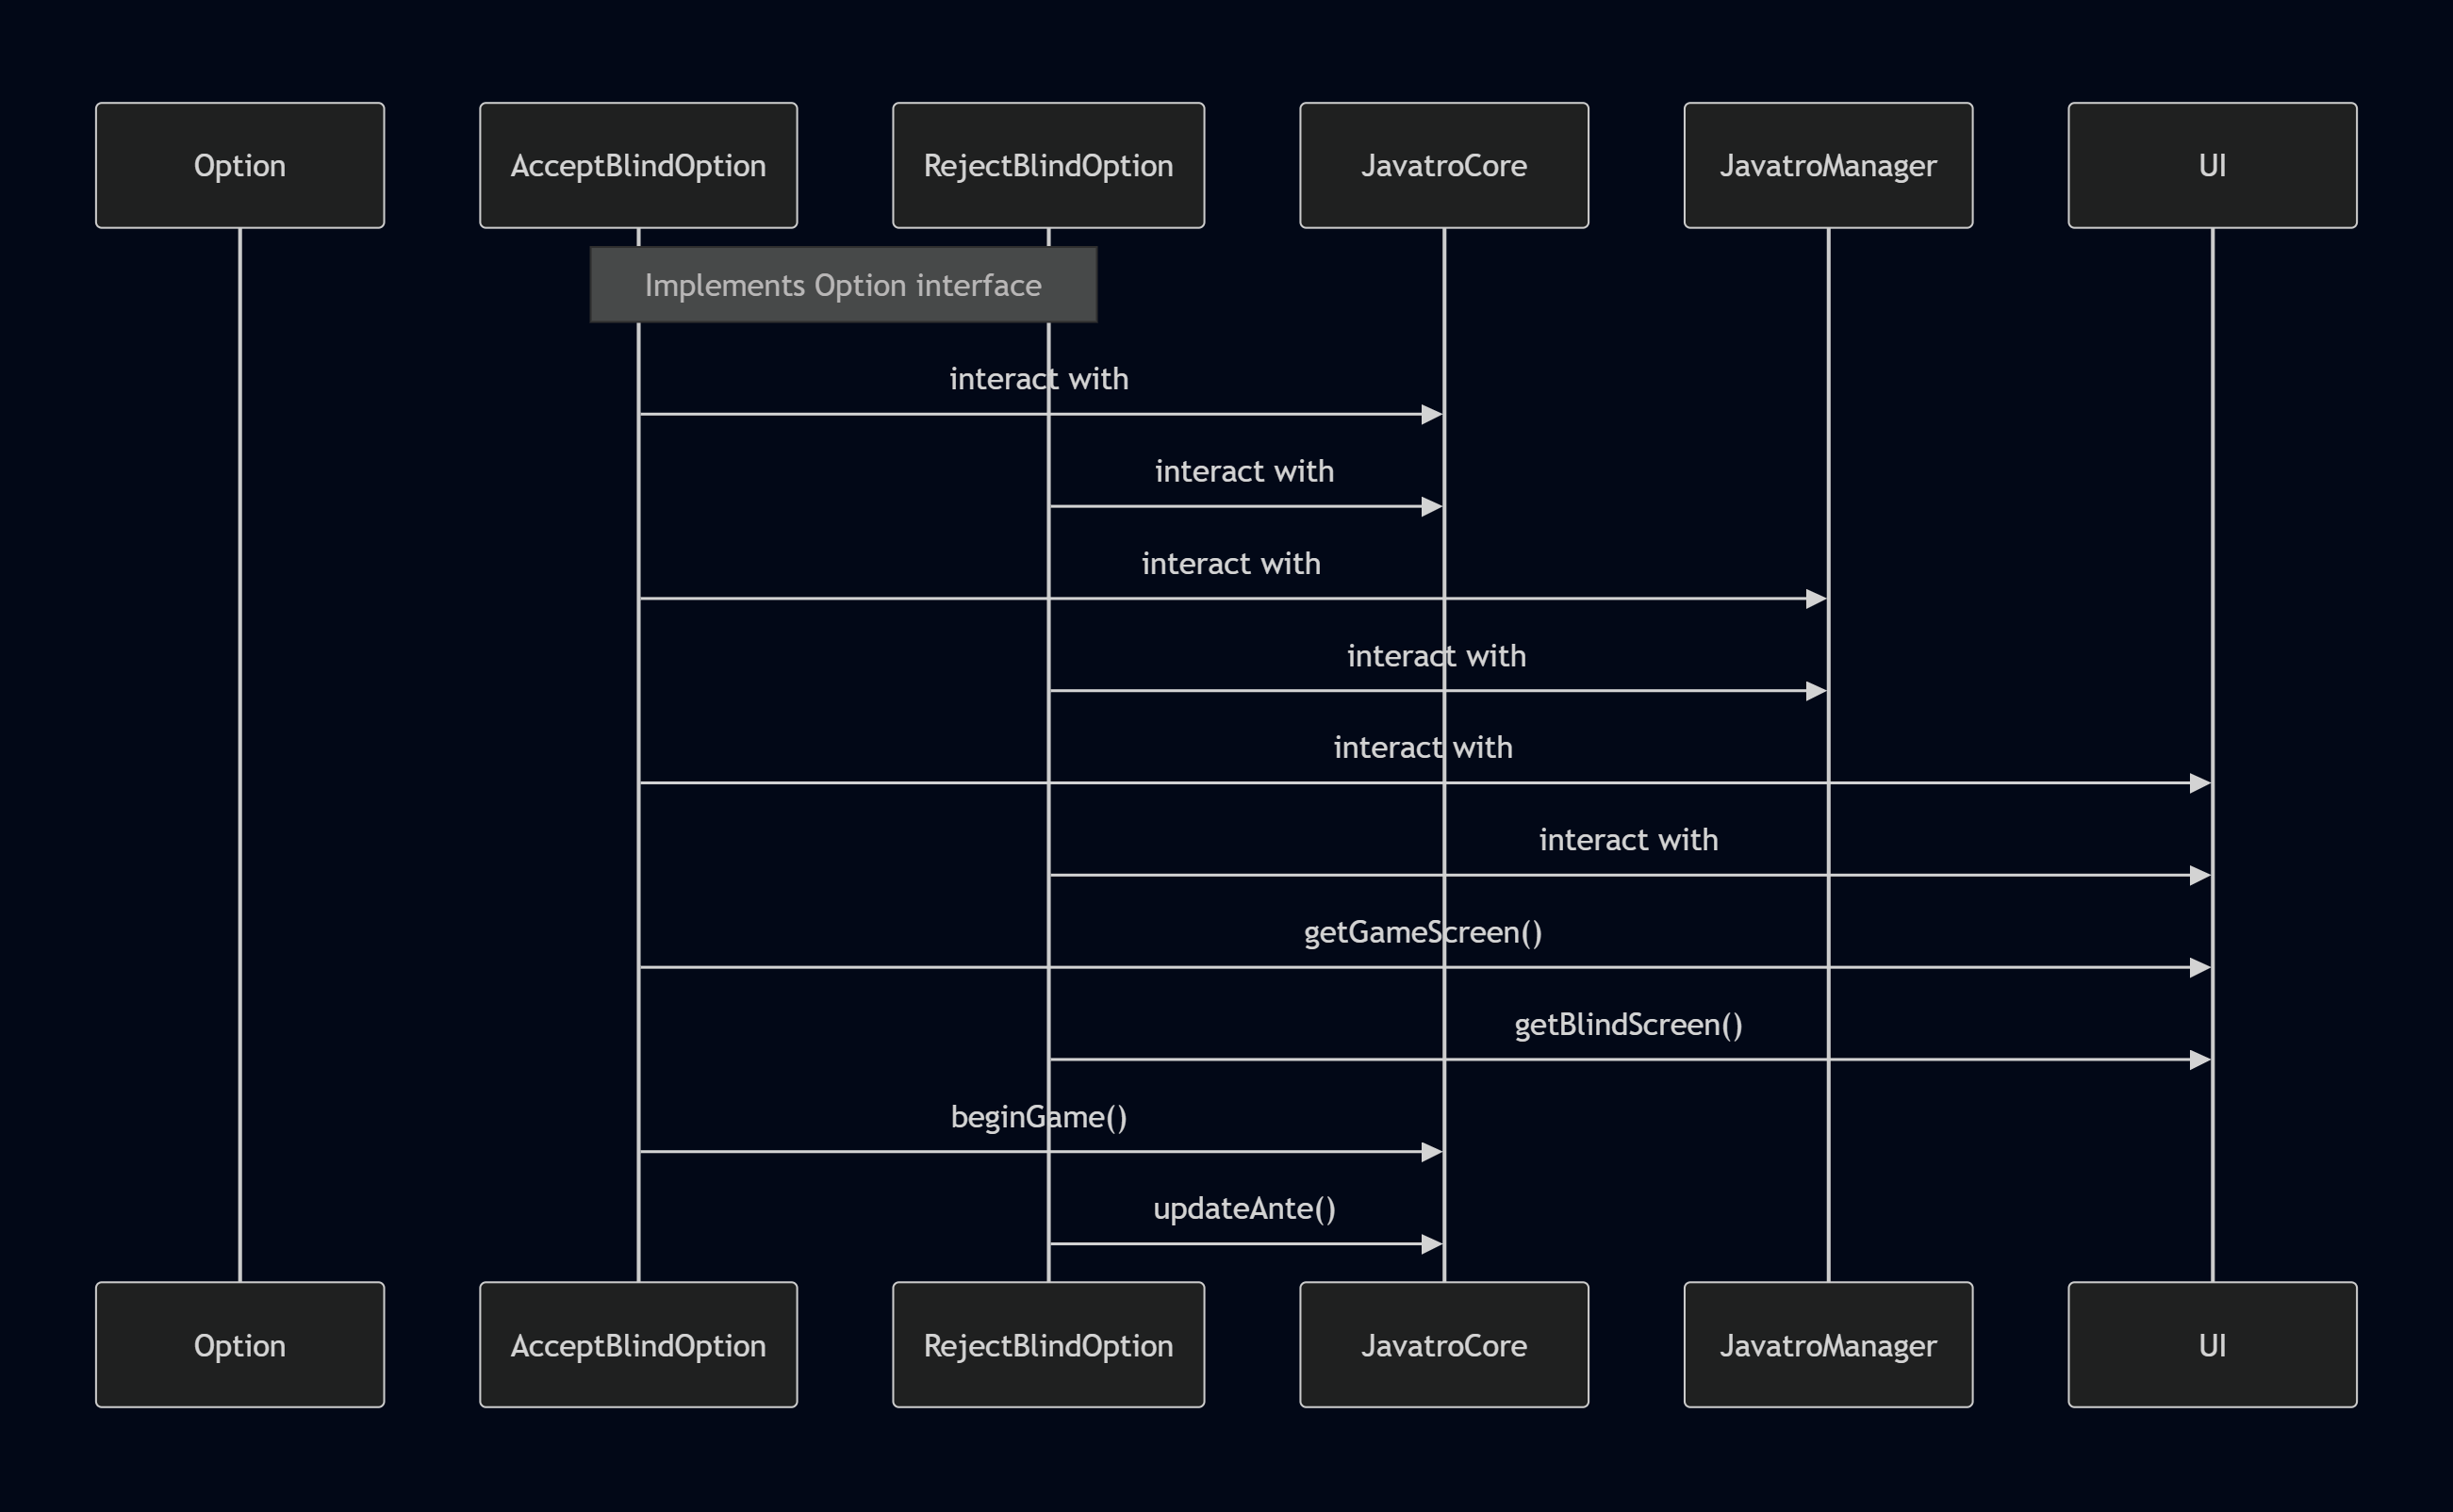 Option
AcceptBlindOption
RejectBlindOption
JavatroCore
JavatroManager
UI
Implements Option interface
interact with
interact with
interact with
interact with
interact with
interact with
getGameScreen()
getBlindScreen()
beginGame()
updateAnte()
Option
AcceptBlindOption
RejectBlindOption
JavatroCore
JavatroManager
UI